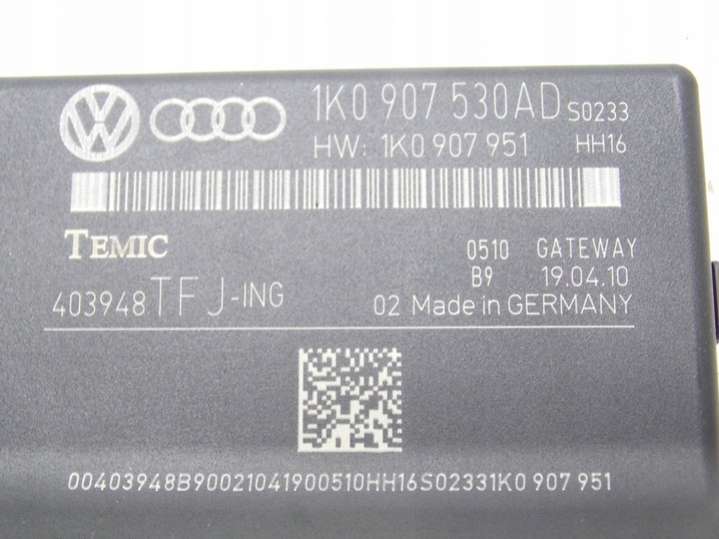 1K0 907 530AD S0233
HW: 1K0 907 951 HH16
TEMIC
0510 GATEWAY
B9 19.04.10
403948TFJ-ING
02 Made in GERMANY
00403948B90021041900510HH16S02331K0 907 951